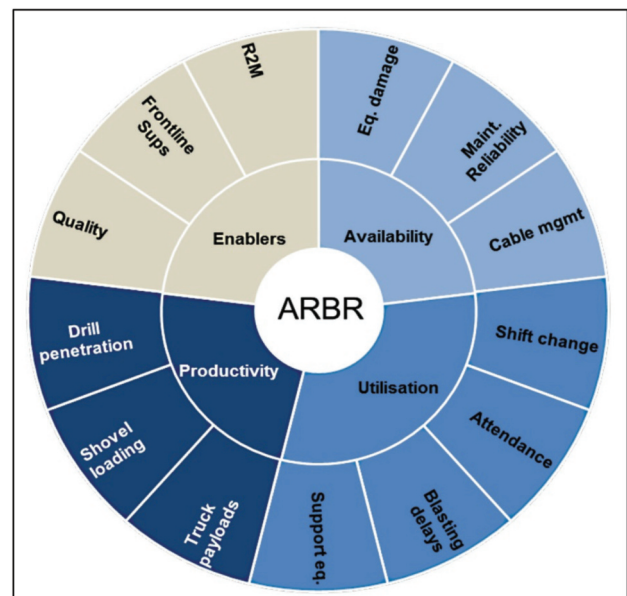 R2M
Frontline
Sups
Quality
Enablers
Eq. damage
Maint.
Reliability
Cable mgmt
Availability
ARBR
Drill
penetration
Shovel
loading
Truck
payloads
Productivity
Shift change
Attendance
Blasting
delays
Support eq.
Utilisation